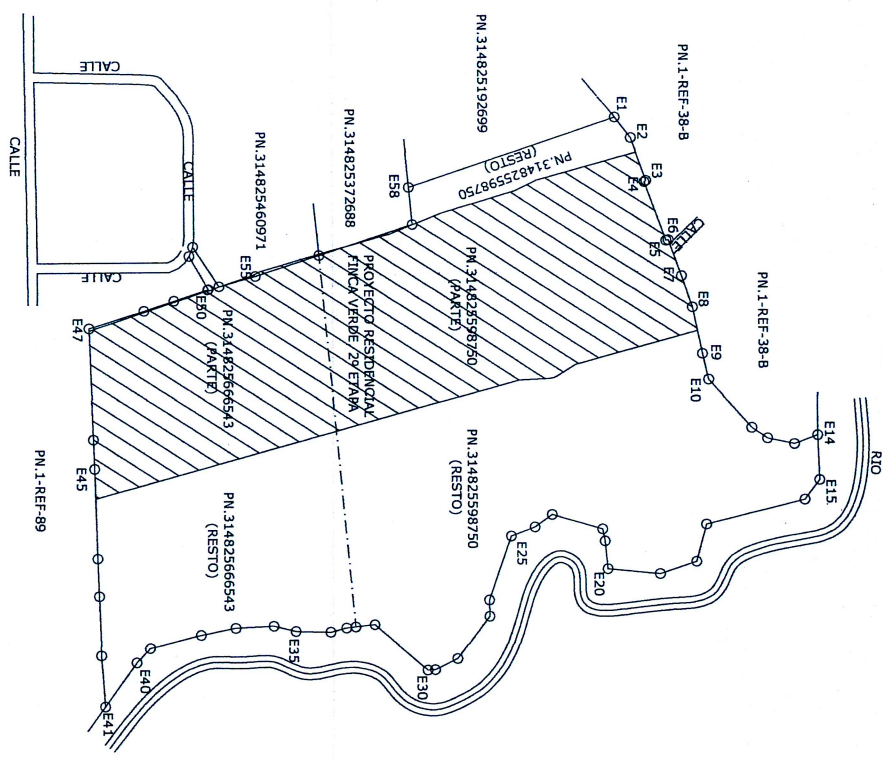 PN.1-REF-38-B
PN.314825192699
E1
E2
E3
E4
PN.314825598750
(RESTO)
E58
E6
E5
CALLE
E7
E8
E9
E10
PN.1-REF-38-B
E14
E15
RIO
PN.314825372688
PN.314825460971
CALLE
CALLE
CALLE
CALLE
E55
E50
E47
PN.314825598750
(PARTE)
PROYECTO RESIDENCIAL
FINCA VERDE 2º ETAPA
PN.314825666543
(PARTE)
PN.314825598750
(RESTO)
E25
E20
E45
PN.1-REF-89
PN.314825666543
(RESTO)
E35
E30
E40
E41